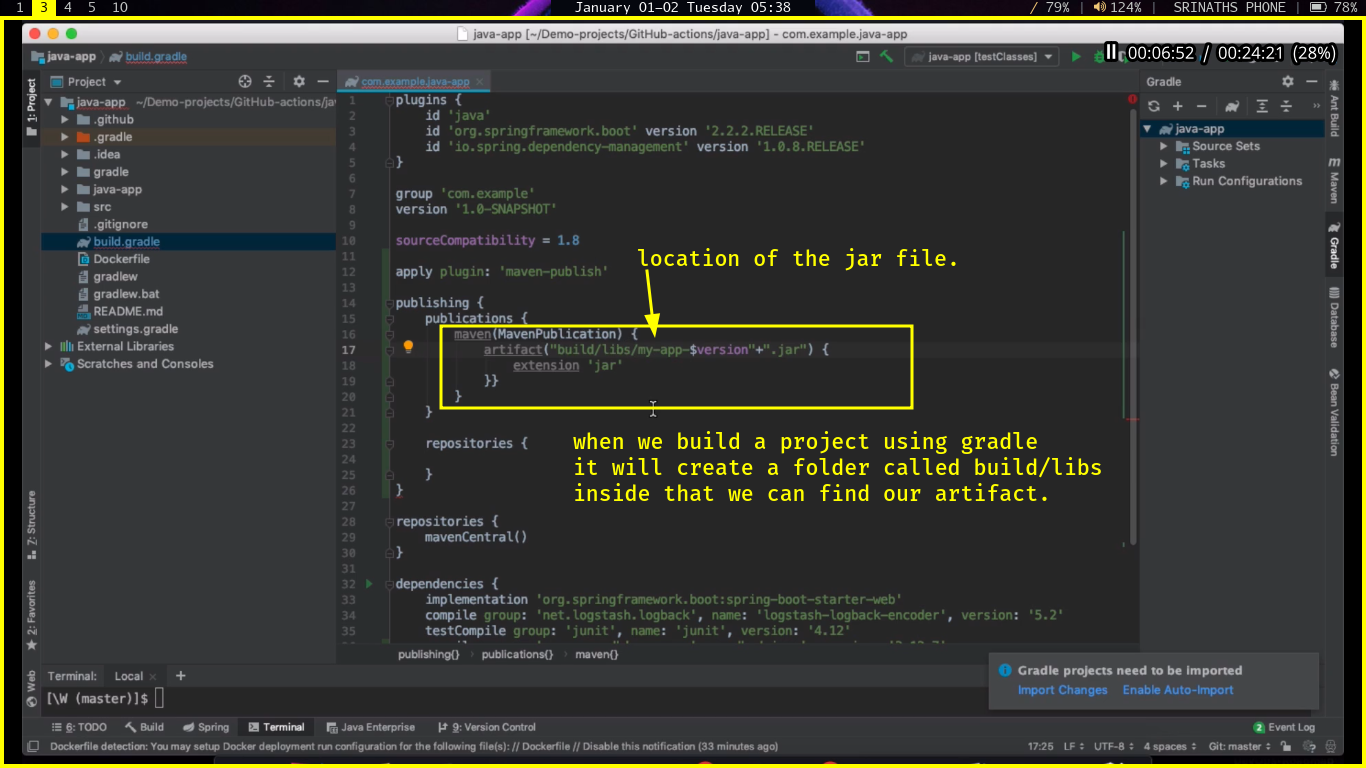 1 3 4 5 10
January 01–02 Tuesday 05:38
/ 79% | 124% | SRINATHS PHONE | 78%
java-app [~/Demo-projects/GitHub-actions/java-app] - com.example.java-app
java-app build.gradle
java-app [testClasses]
00:06:52 / 00:24:21 (28%)
1: Project
Project
java-app ~/Demo-projects/GitHub-actions/ja
.github
.gradle
.idea
gradle
java-app
src
.gitignore
build.gradle
Dockerfile
gradlew
gradlew.bat
README.md
settings.gradle
External Libraries
Scratches and Consoles
7: Structure
2: Favorites
Web
com.example.java-app
1 plugins {
2 id 'java'
3 id 'org.springframework.boot' version '2.2.2.RELEASE'
4 id 'io.spring.dependency-management' version '1.0.8.RELEASE'
5 }
6
7 group 'com.example'
8 version '1.0-SNAPSHOT'
9
10 sourceCompatibility = 1.8
11
location of the jar file.
12 apply plugin: 'maven-publish'
13
14 publishing {
15 publications {
16 maven(MavenPublication) {
17 artifact("build/libs/my-app-$version"+".jar") {
18 extension 'jar'
19 }}
20 }
21 }
22
23 repositories {
24
25 }
26 }
when we build a project using gradle
it will create a folder called build/libs
inside that we can find our artifact.
27
28 repositories {
29 mavenCentral()
30 }
31
32 dependencies {
33 implementation 'org.springframework.boot:spring-boot-starter-web'
34 compile group: 'net.logstash.logback', name: 'logstash-logback-encoder', version: '5.2'
35 testCompile group: 'junit', name: 'junit', version: '4.12'
publishing{} › publications{} › maven{}
Gradle
java-app
Source Sets
Tasks
Run Configurations
Ant Build
Maven
Gradle
Database
Bean Validation
Gradle projects need to be imported
Import Changes Enable Auto-Import
Terminal: Local × +
[\W (master)]$
6: TODO Build Spring Terminal Java Enterprise 9: Version Control
2 Event Log
Dockerfile detection: You may setup Docker deployment run configuration for the following file(s): // Dockerfile // Disable this notification (33 minutes ago)
17:25 LF UTF-8 4 spaces Git: master